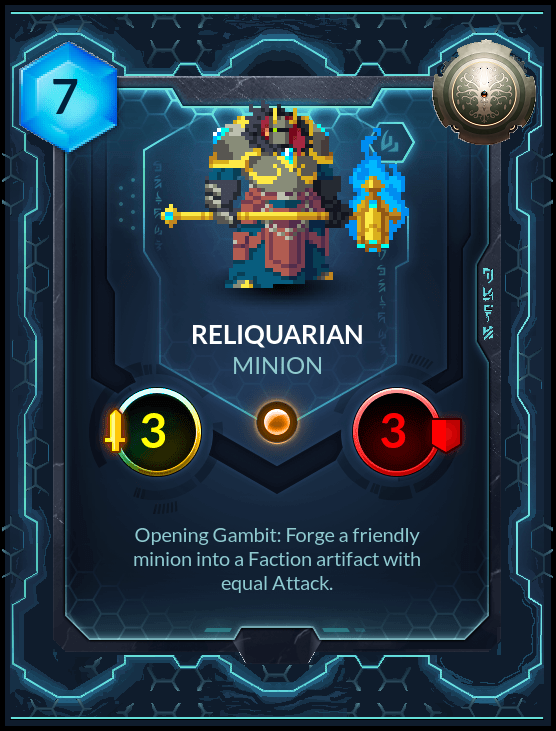 7
RELIQUARIAN
MINION
3
3
Opening Gambit: Forge a friendly
minion into a Faction artifact with
equal Attack.